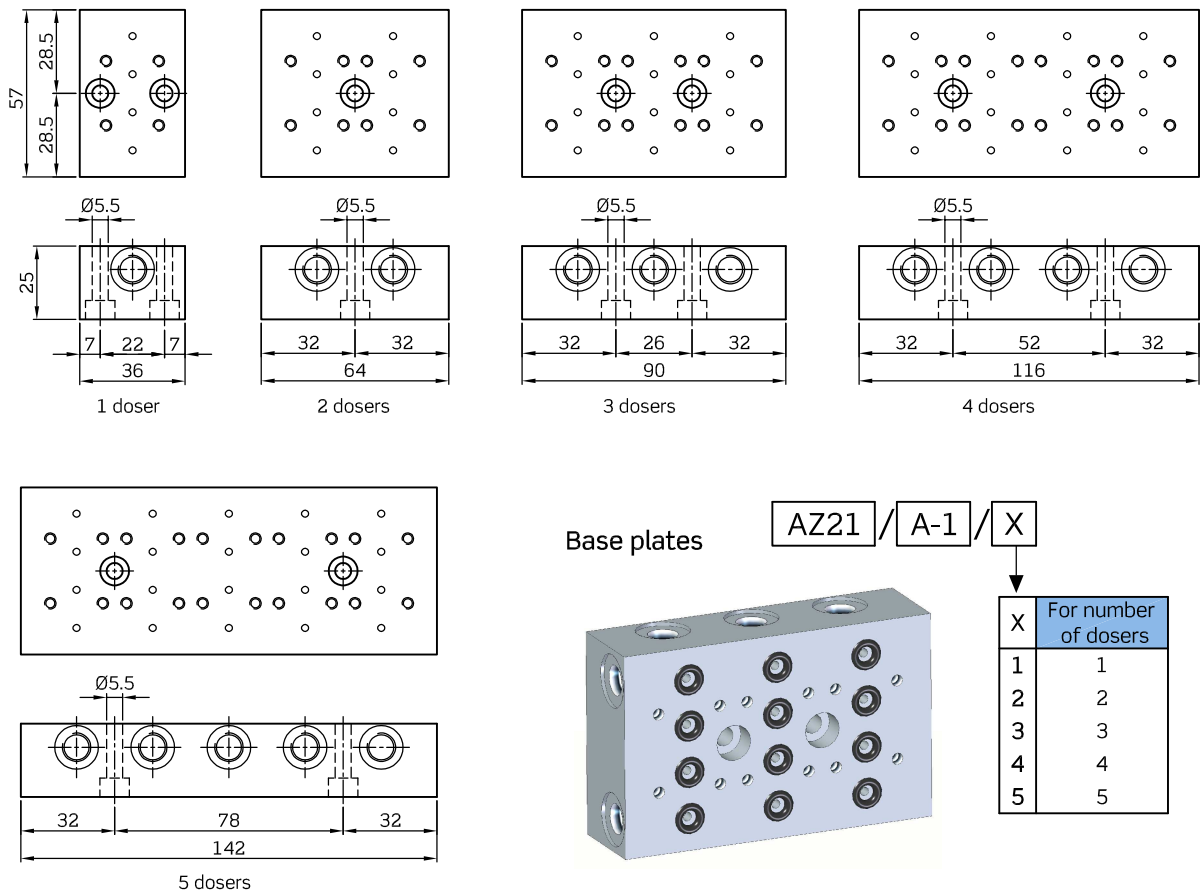 57
28.5
28.5
Ø5.5
25
7 22 7
36
1 doser
Ø5.5
32 32
64
2 dosers
Ø5.5
32 26 32
90
3 dosers
Ø5.5
32 52 32
116
4 dosers
Ø5.5
32 78 32
142
5 dosers
Base plates
AZ21 / A-1 / X
X For number
of dosers
1 1
2 2
3 3
4 4
5 5